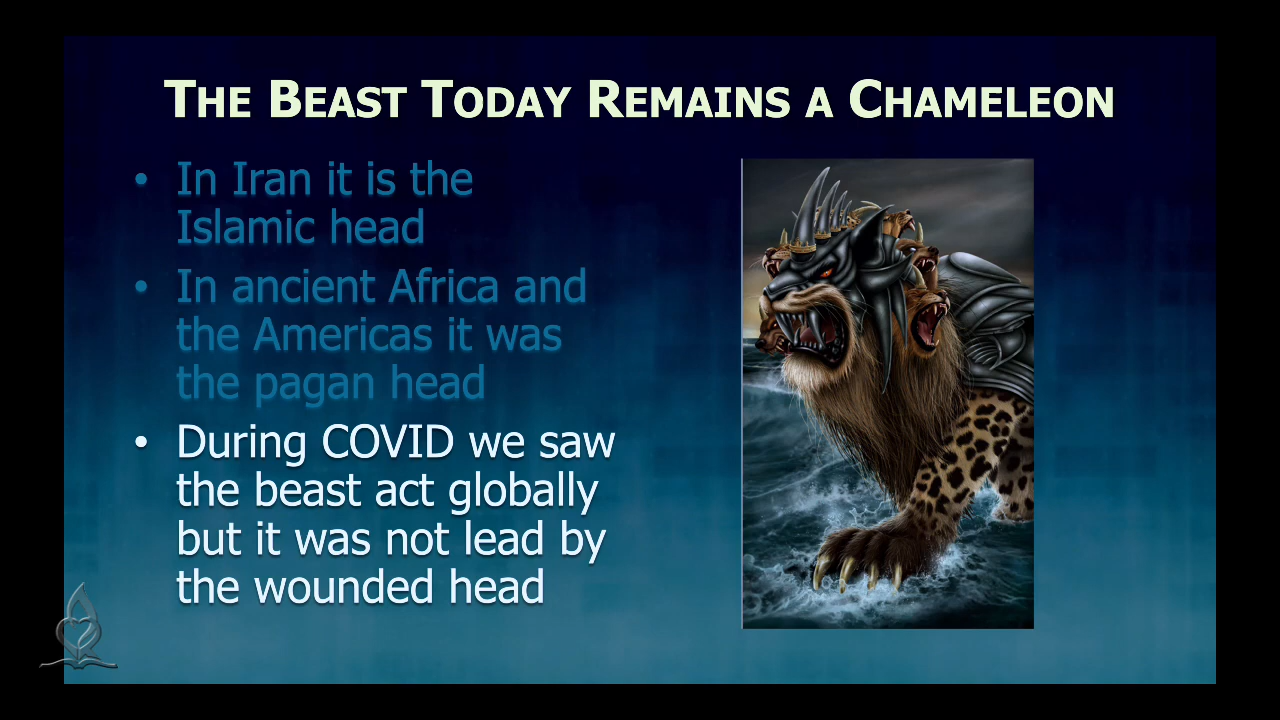 The Beast Today Remains a Chameleon
• In Iran it is the
Islamic head
• In ancient Africa and
the Americas it was
the pagan head
• During COVID we saw
the beast act globally
but it was not lead by
the wounded head